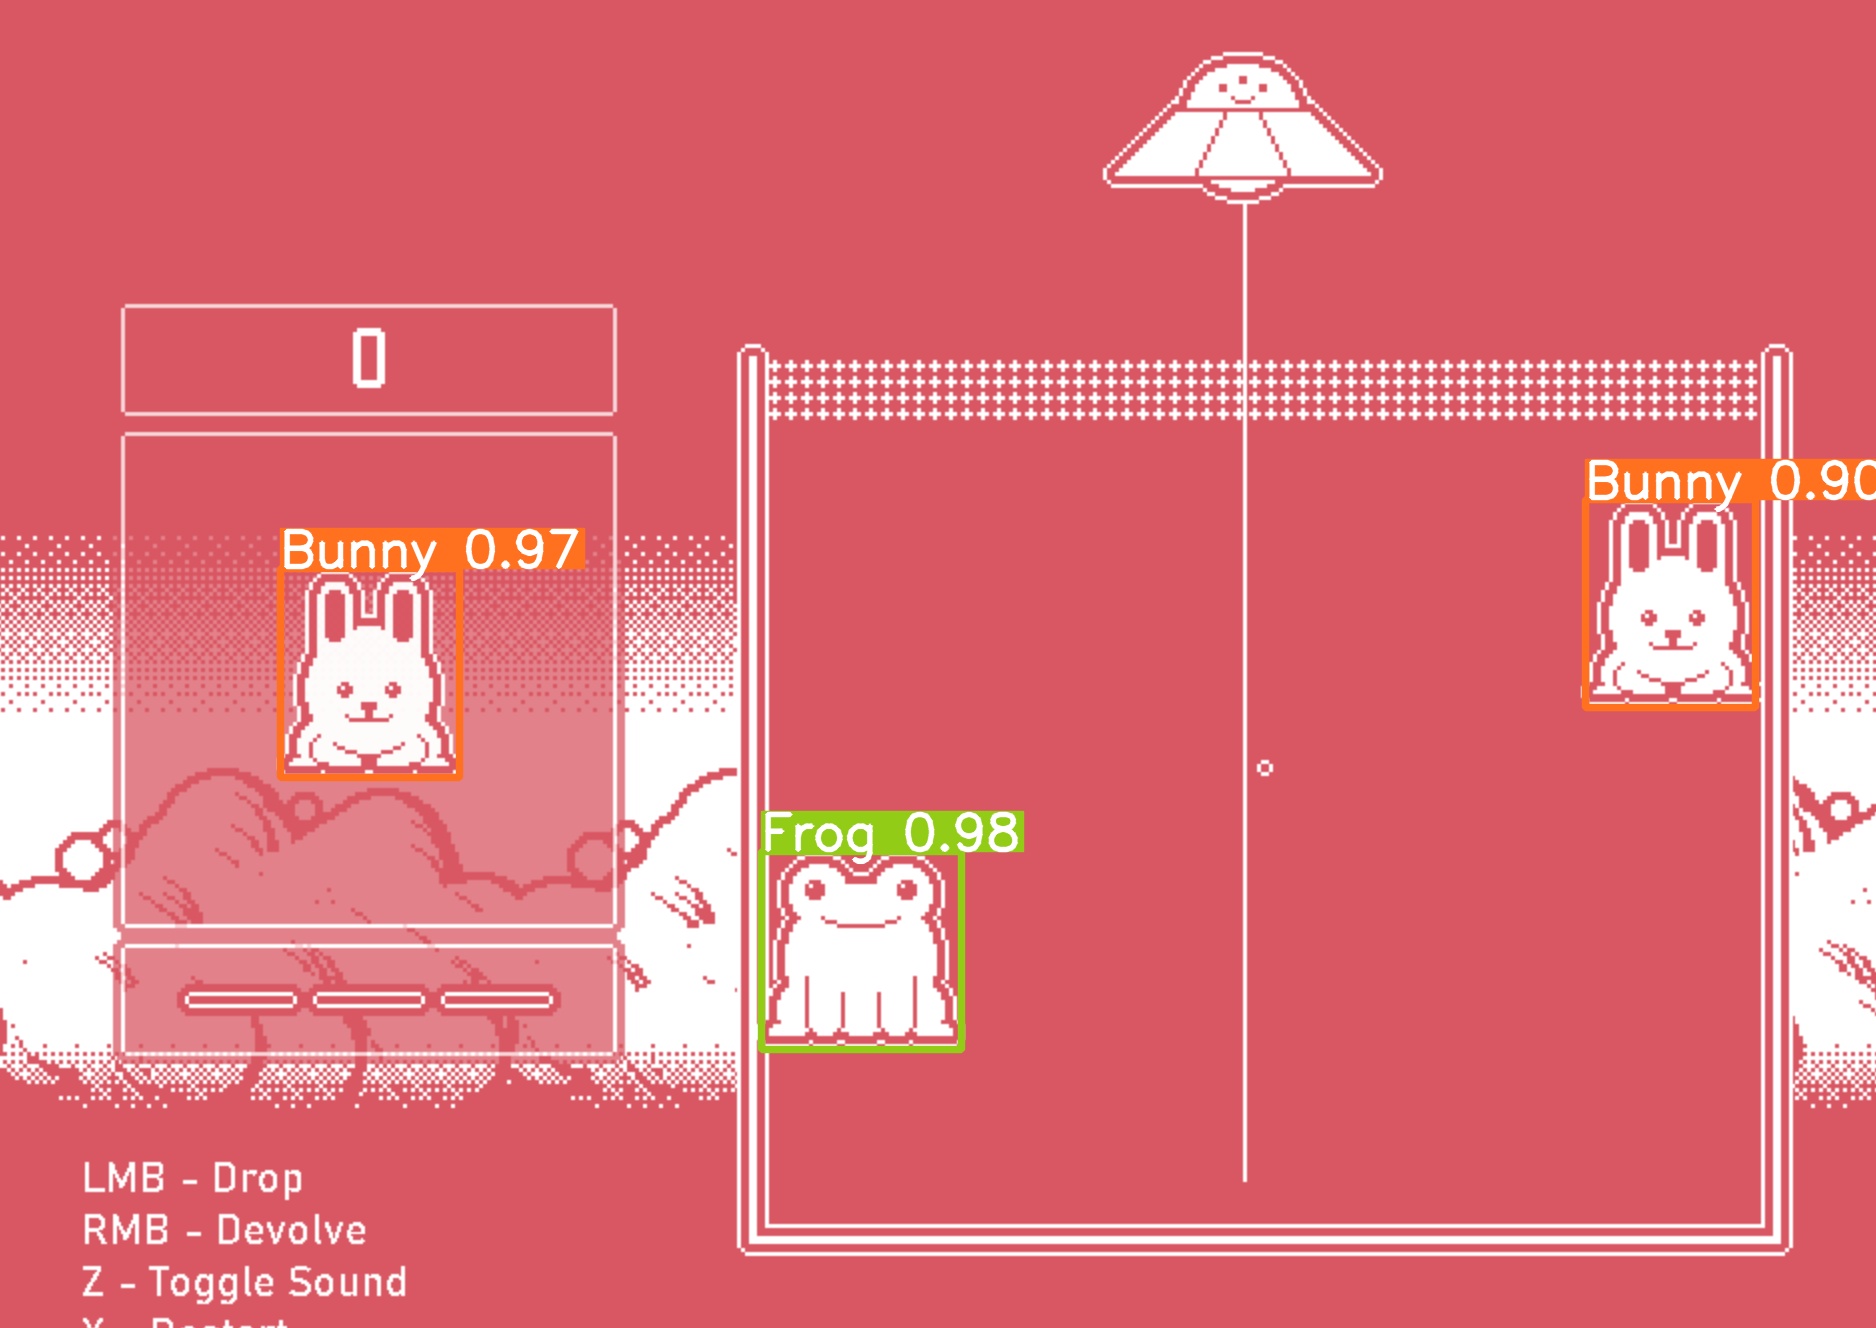 0
Bunny 0.97
Bunny 0.90
Frog 0.98
LMB - Drop
RMB - Devolve
Z - Toggle Sound